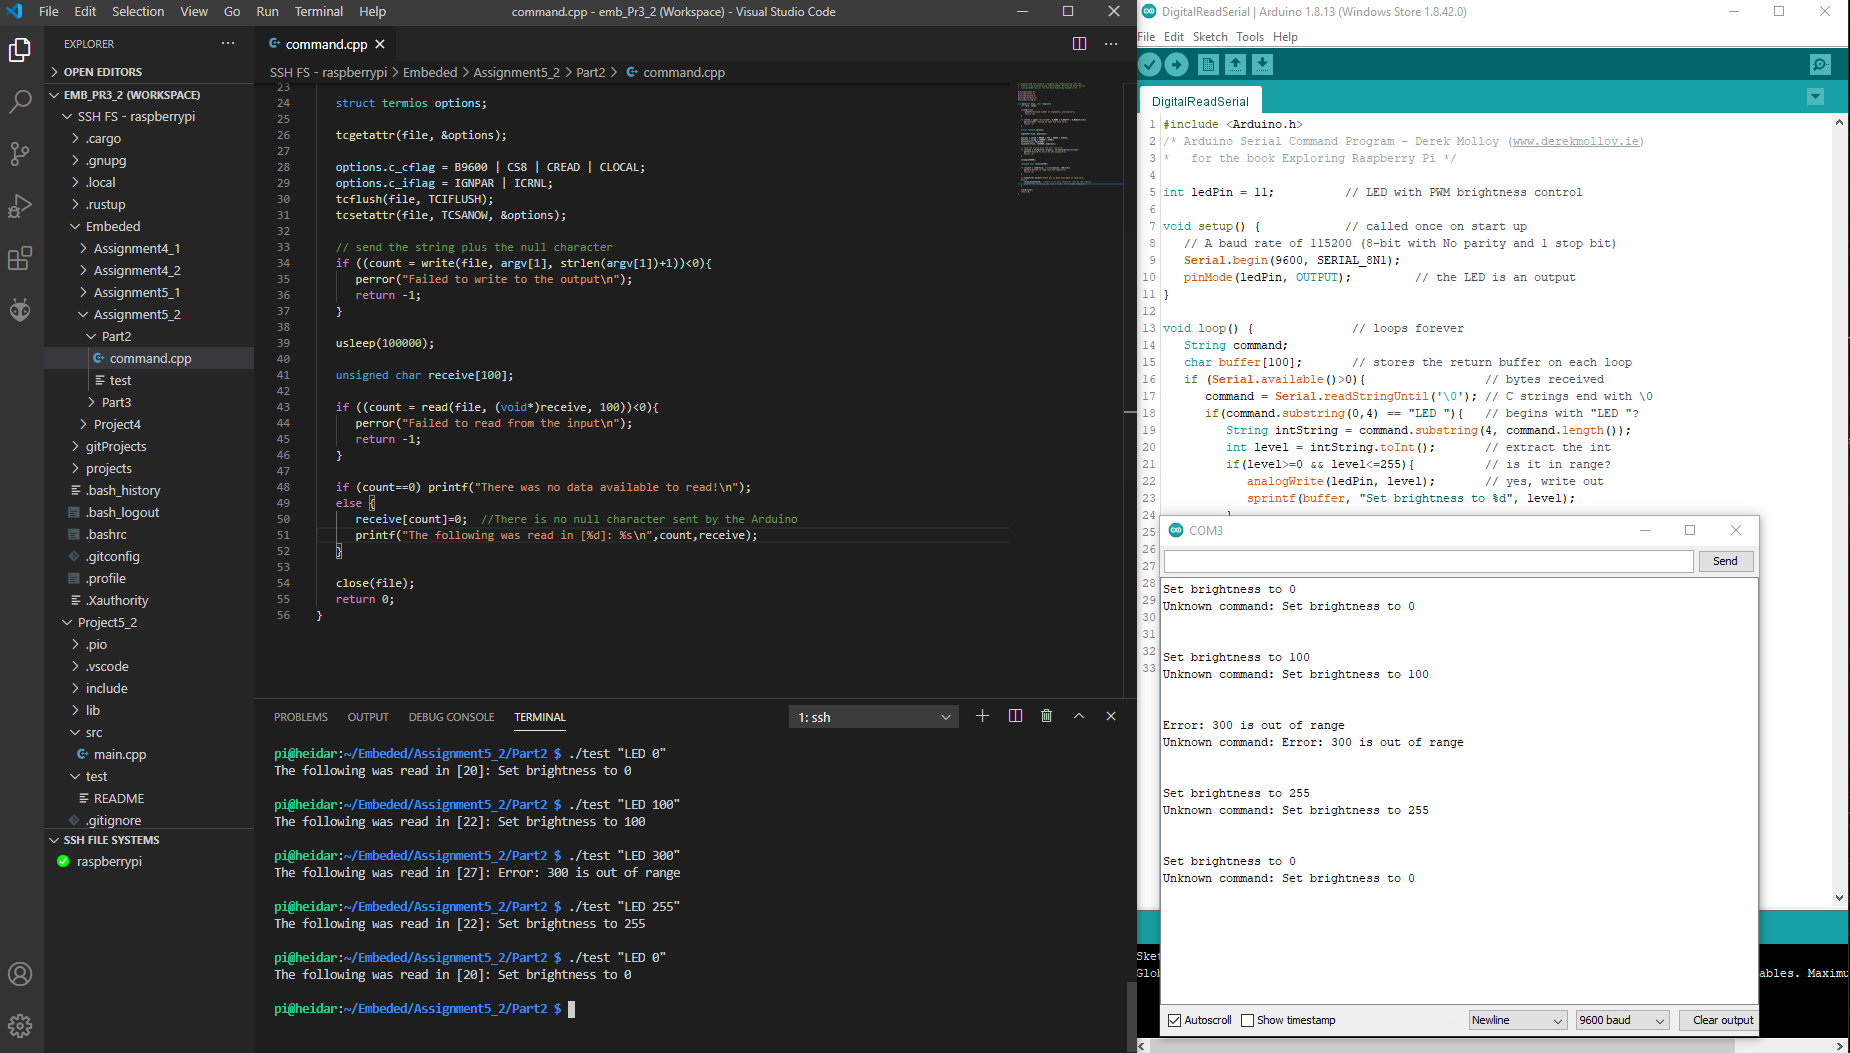 File Edit Selection View Go Run Terminal Help
command.cpp - emb_Pr3_2 (Workspace) - Visual Studio Code
EXPLORER
OPEN EDITORS
EMB_PR3_2 (WORKSPACE)
SSH FS - raspberrypi
.cargo
.gnupg
.local
.rustup
Embeded
Assignment4_1
Assignment4_2
Assignment5_1
Assignment5_2
Part2
command.cpp
test
Part3
Project4
gitProjects
projects
.bash_history
.bash_logout
.bashrc
.gitconfig
.profile
.Xauthority
Project5_2
.pio
.vscode
include
lib
src
main.cpp
test
README
.gitignore
SSH FILE SYSTEMS
raspberrypi
command.cpp
SSH FS - raspberrypi > Embeded > Assignment5_2 > Part2 > command.cpp
23
24 struct termios options;
25
26 tcgetattr(file, &options);
27
28 options.c_cflag = B9600 | CS8 | CREAD | CLOCAL;
29 options.c_iflag = IGNPAR | ICRNL;
30 tcflush(file, TCIFLUSH);
31 tcsetattr(file, TCSANOW, &options);
32
33 // send the string plus the null character
34 if ((count = write(file, argv[1], strlen(argv[1])+1))<0){
35 perror("Failed to write to the output\n");
36 return -1;
37 }
38
39 usleep(100000);
40
41 unsigned char receive[100];
42
43 if ((count = read(file, (void*)receive, 100))<0){
44 perror("Failed to read from the input\n");
45 return -1;
46 }
47
48 if (count==0) printf("There was no data available to read!\n");
49 else {
50 receive[count]=0; //There is no null character sent by the Arduino
51 printf("The following was read in [%d]: %s\n",count,receive);
52 }
53
54 close(file);
55 return 0;
56 }
PROBLEMS OUTPUT DEBUG CONSOLE TERMINAL
1: ssh
pi@heidar:~/Embeded/Assignment5_2/Part2 $ ./test "LED 0"
The following was read in [20]: Set brightness to 0
pi@heidar:~/Embeded/Assignment5_2/Part2 $ ./test "LED 100"
The following was read in [22]: Set brightness to 100
pi@heidar:~/Embeded/Assignment5_2/Part2 $ ./test "LED 300"
The following was read in [27]: Error: 300 is out of range
pi@heidar:~/Embeded/Assignment5_2/Part2 $ ./test "LED 255"
The following was read in [22]: Set brightness to 255
pi@heidar:~/Embeded/Assignment5_2/Part2 $ ./test "LED 0"
The following was read in [20]: Set brightness to 0
pi@heidar:~/Embeded/Assignment5_2/Part2 $
DigitalReadSerial | Arduino 1.8.13 (Windows Store 1.8.42.0)
File Edit Sketch Tools Help
DigitalReadSerial
1 #include <Arduino.h>
2 /* Arduino Serial Command Program - Derek Molloy (www.derekmolloy.ie)
3 * for the book Exploring Raspberry Pi */
4
5 int ledPin = 11; // LED with PWM brightness control
6
7 void setup() { // called once on start up
8 // A baud rate of 115200 (8-bit with No parity and 1 stop bit)
9 Serial.begin(9600, SERIAL_8N1);
10 pinMode(ledPin, OUTPUT); // the LED is an output
11 }
12
13 void loop() { // loops forever
14 String command;
15 char buffer[100]; // stores the return buffer on each loop
16 if (Serial.available()>0){ // bytes received
17 command = Serial.readStringUntil('\0'); // C strings end with \0
18 if(command.substring(0,4) == "LED "){ // begins with "LED "?
19 String intString = command.substring(4, command.length());
20 int level = intString.toInt(); // extract the int
21 if(level>=0 && level<=255){ // is it in range?
22 analogWrite(ledPin, level); // yes, write out
23 sprintf(buffer, "Set brightness to %d", level);
24 }
25
26
27
28
29
30
31
32
33
COM3
Send
Set brightness to 0
Unknown command: Set brightness to 0
Set brightness to 100
Unknown command: Set brightness to 100
Error: 300 is out of range
Unknown command: Error: 300 is out of range
Set brightness to 255
Unknown command: Set brightness to 255
Set brightness to 0
Unknown command: Set brightness to 0
Autoscroll Show timestamp Newline 9600 baud Clear output
Sket
Glob
ables. Maximu